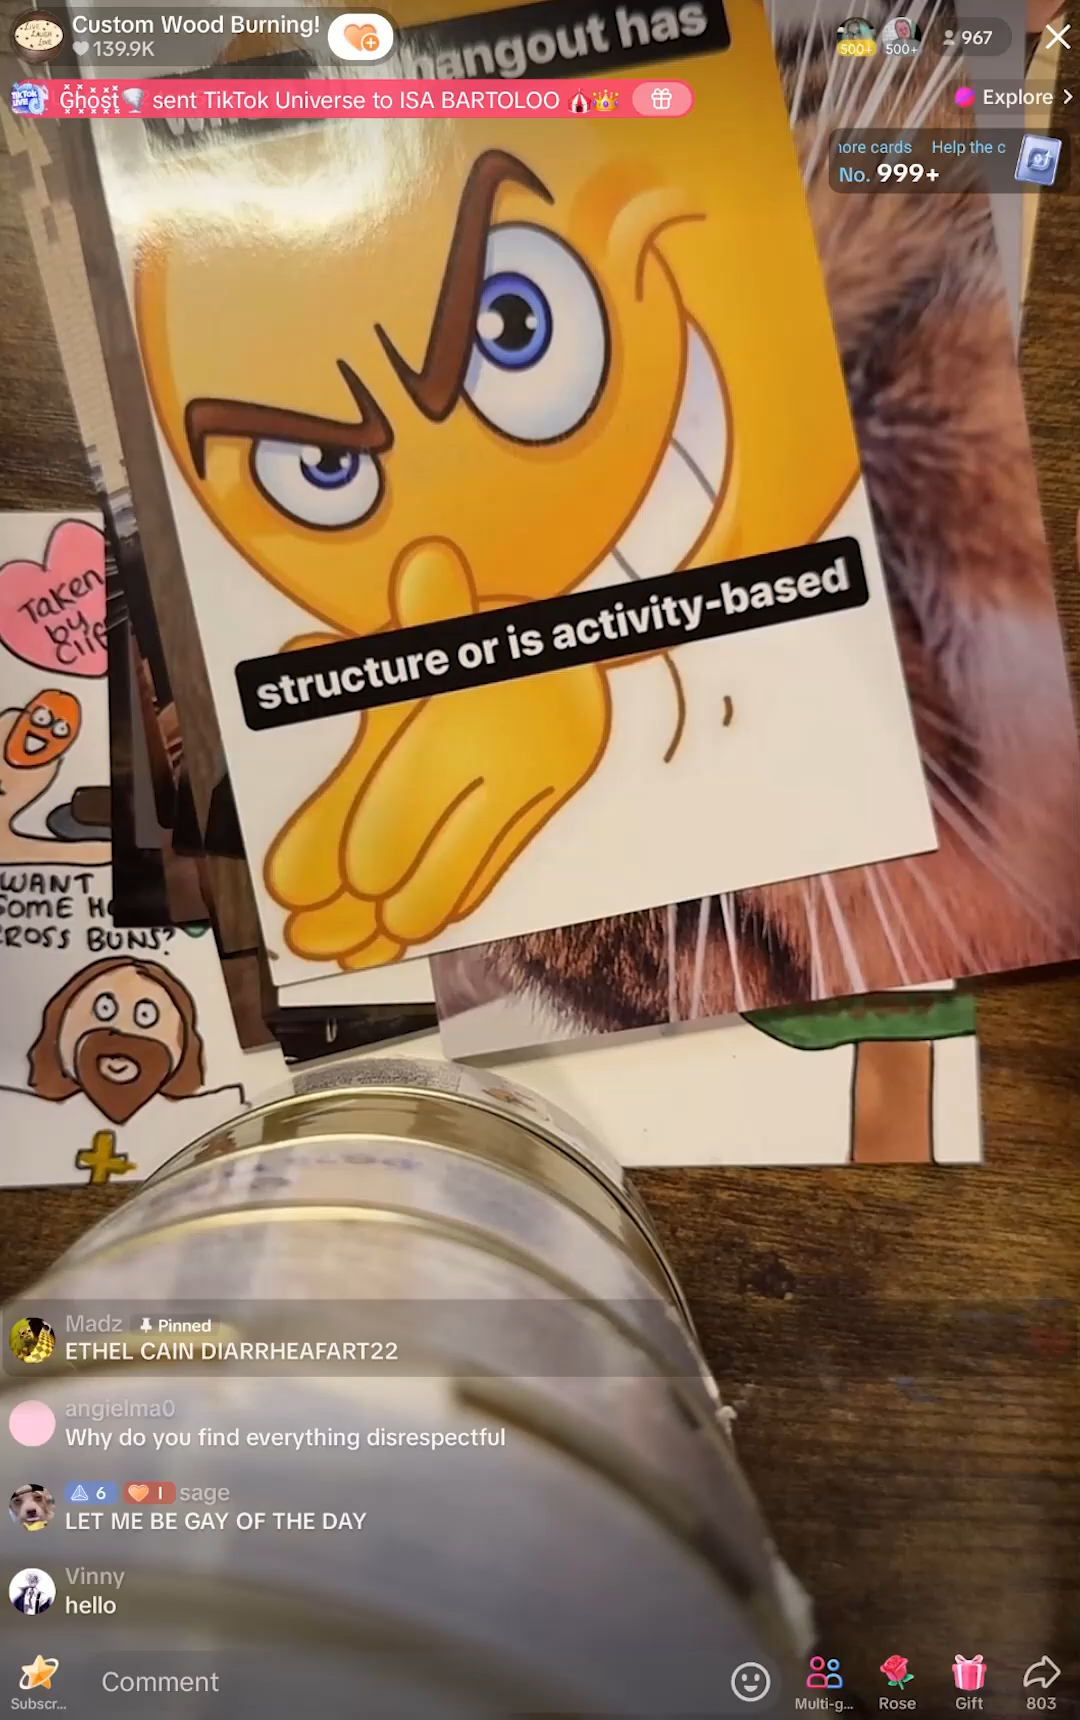 Custom Wood Burning!
139.9K
500+
500+
967
Ghost sent TikTok Universe to ISA BARTOLOO
Explore
hangout has
ore cards Help the c
No. 999+
structure or is activity-based
Taken
by
WANT
SOME
CROSS BUNS?
Madz Pinned
ETHEL CAIN DIARRHEAFART22
angielma0
Why do you find everything disrespectful
6 I sage
LET ME BE GAY OF THE DAY
Vinny
hello
Subscr...
Comment
Multi-g...
Rose
Gift
803